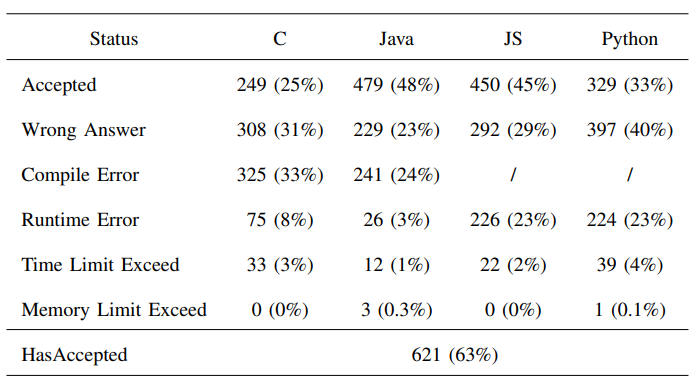 Status C Java JS Python
Accepted 249 (25%) 479 (48%) 450 (45%) 329 (33%)
Wrong Answer 308 (31%) 229 (23%) 292 (29%) 397 (40%)
Compile Error 325 (33%) 241 (24%) / /
Runtime Error 75 (8%) 26 (3%) 226 (23%) 224 (23%)
Time Limit Exceed 33 (3%) 12 (1%) 22 (2%) 39 (4%)
Memory Limit Exceed 0 (0%) 3 (0.3%) 0 (0%) 1 (0.1%)
HasAccepted 621 (63%)